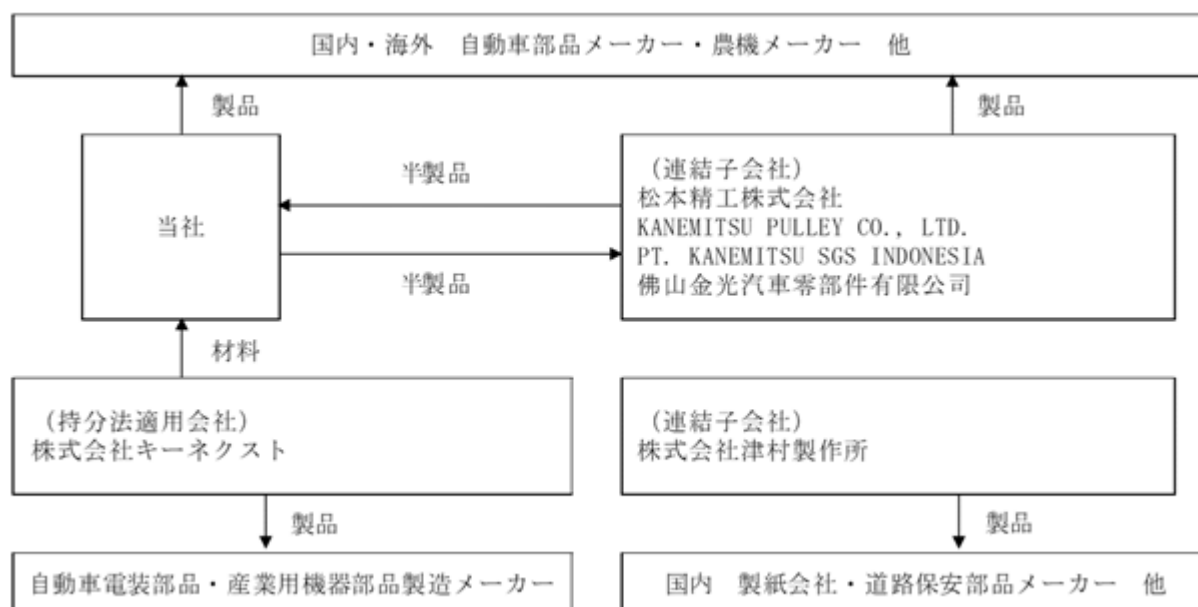 国内・海外 自動車部品メーカー・農機メーカー 他
製品
製品
当社
半製品
半製品
(連結子会社)
松本精工株式会社
KANEMITSU PULLEY CO., LTD.
PT. KANEMITSU SGS INDONESIA
佛山金光汽車零部件有限公司
材料
(持分法適用会社)
株式会社キーネクスト
(連結子会社)
株式会社津村製作所
製品
製品
自動車電装部品・産業用機器部品製造メーカー
国内 製紙会社・道路保安部品メーカー 他